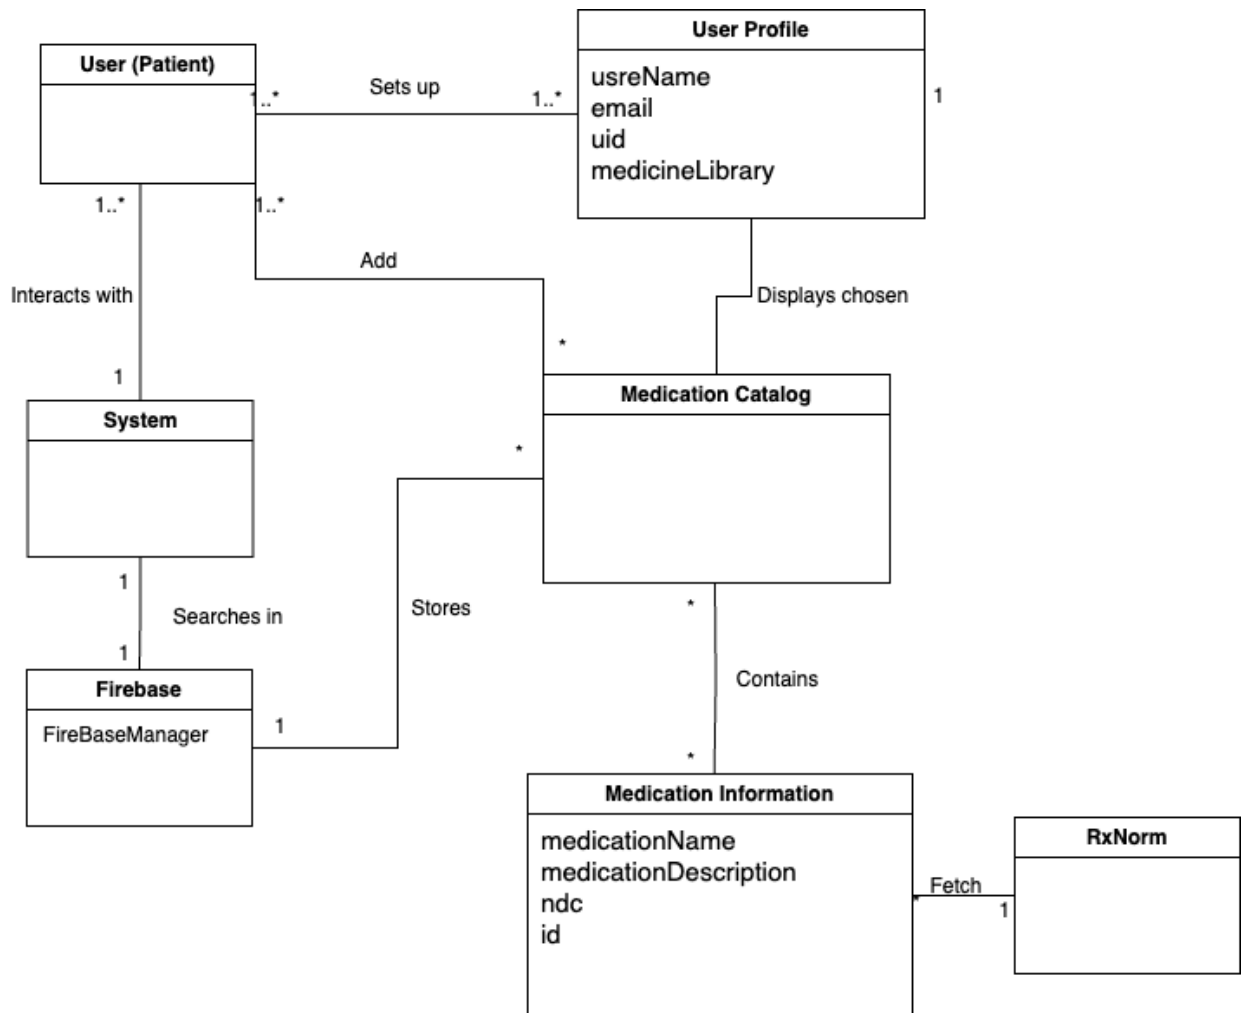 User Profile
User (Patient)
usreName
email
uid
medicineLibrary
1
Sets up
1..*
1..*
1..*
1..*
Add
Interacts with
Displays chosen
*
1
System
Medication Catalog
*
1
Searches in
Stores
*
1
Contains
Firebase
FireBaseManager
1
*
Medication Information
medicationName
medicationDescription
ndc
id
RxNorm
Fetch
*
1